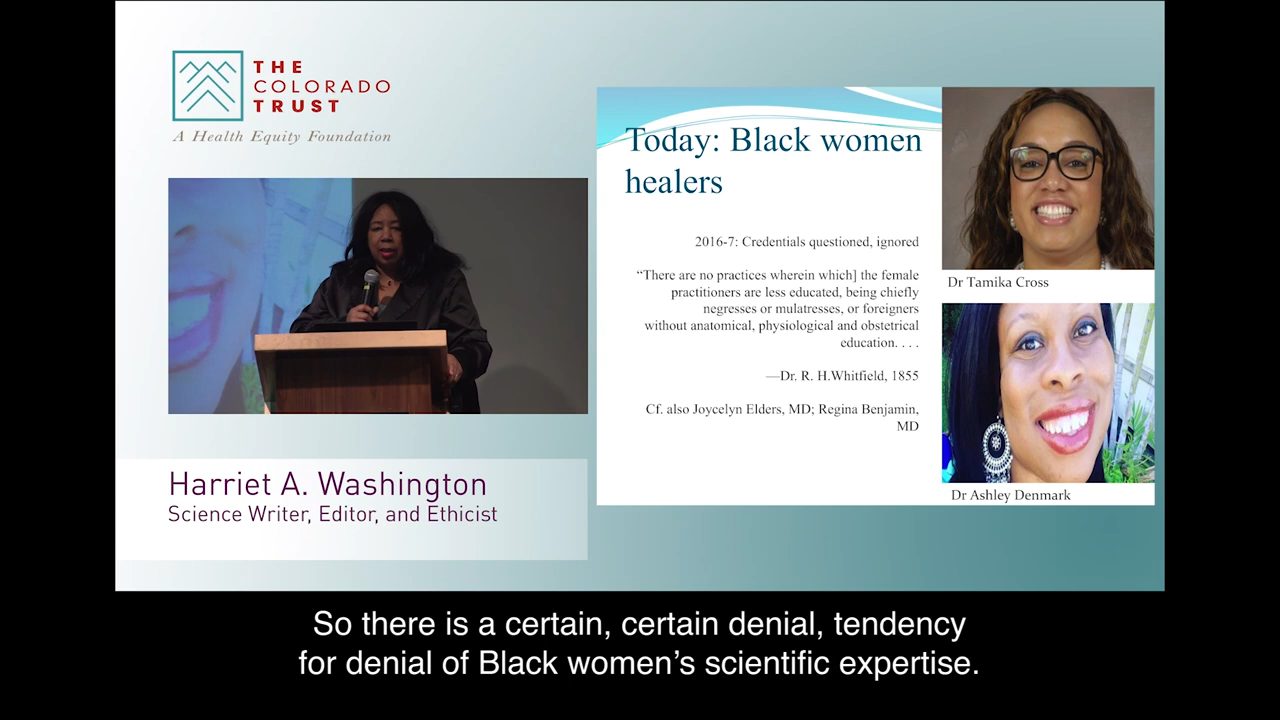 THE
COLORADO
TRUST
A Health Equity Foundation
Today: Black women
healers
2016-7: Credentials questioned, ignored
“There are no practices wherein which] the female
practitioners are less educated, being chiefly
negresses or mulatresses, or foreigners
without anatomical, physiological and obstetrical
education. . . .
—Dr. R. H.Whitfield, 1855
Cf. also Joycelyn Elders, MD; Regina Benjamin,
MD
Dr Tamika Cross
Dr Ashley Denmark
Harriet A. Washington
Science Writer, Editor, and Ethicist
So there is a certain, certain denial, tendency
for denial of Black women’s scientific expertise.